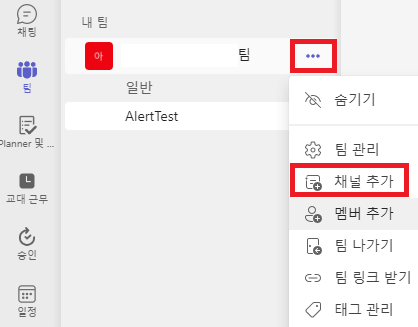 채팅
팀
Planner 및 ...
교대 근무
승인
일정
내 팀
아 팀 •••
일반
AlertTest
숨기기
팀 관리
채널 추가
멤버 추가
팀 나가기
팀 링크 받기
태그 관리